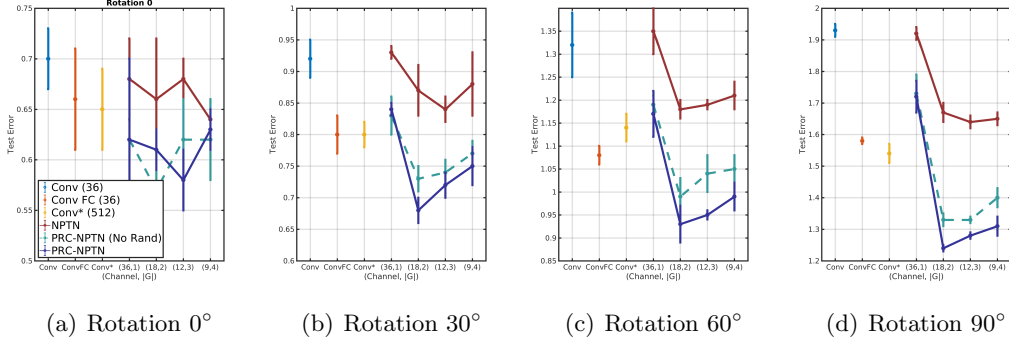 Rotation 0
0.75
0.7
0.65
0.6
0.55
0.5
Test Error
Conv (36)
Conv FC (36)
Conv* (512)
NPTN
PRC-NPTN (No Rand)
PRC-NPTN
Conv ConvFC Conv* (36,1) (18,2) (12,3) (9,4)
(Channel, |G|)
1
0.95
0.9
0.85
0.8
0.75
0.7
0.65
0.6
Test Error
Conv ConvFC Conv* (36,1) (18,2) (12,3) (9,4)
(Channel, |G|)
1.4
1.35
1.3
1.25
1.2
1.15
1.1
1.05
1
0.95
0.9
0.85
Test Error
Conv ConvFC Conv* (36,1) (18,2) (12,3) (9,4)
(Channel, |G|)
2
1.9
1.8
1.7
1.6
1.5
1.4
1.3
1.2
Test Error
Conv ConvFC Conv* (36,1) (18,2) (12,3) (9,4)
(Channel, |G|)
(a) Rotation 0° (b) Rotation 30° (c) Rotation 60° (d) Rotation 90°